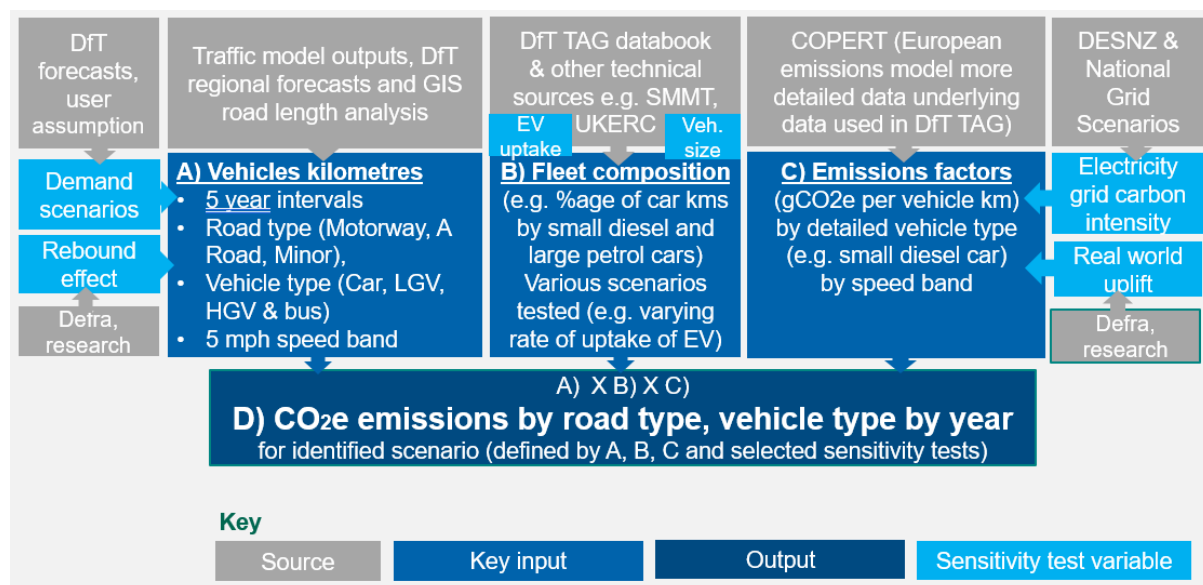 DfT
forecasts,
user
assumption
Traffic model outputs, DfT
regional forecasts and GIS
road length analysis
DfT TAG databook
& other technical
sources e.g. SMMT,
UKERC
COPERT (European
emissions model more
detailed data underlying
data used in DfT TAG)
DESNZ &
National
Grid
Scenarios
EV
uptake
Veh.
size
Demand
scenarios
Rebound
effect
Defra,
research
A) Vehicles kilometres
• 5 year intervals
• Road type (Motorway, A
Road, Minor),
• Vehicle type (Car, LGV,
HGV & bus)
• 5 mph speed band
B) Fleet composition
(e.g. %age of car kms
by small diesel and
large petrol cars)
Various scenarios
tested (e.g. varying
rate of uptake of EV)
C) Emissions factors
(gCO2e per vehicle km)
by detailed vehicle type
(e.g. small diesel car)
by speed band
Electricity
grid carbon
intensity
Real world
uplift
Defra,
research
A) X B) X C)
D) CO2e emissions by road type, vehicle type by year
for identified scenario (defined by A, B, C and selected sensitivity tests)
Key
Source
Key input
Output
Sensitivity test variable